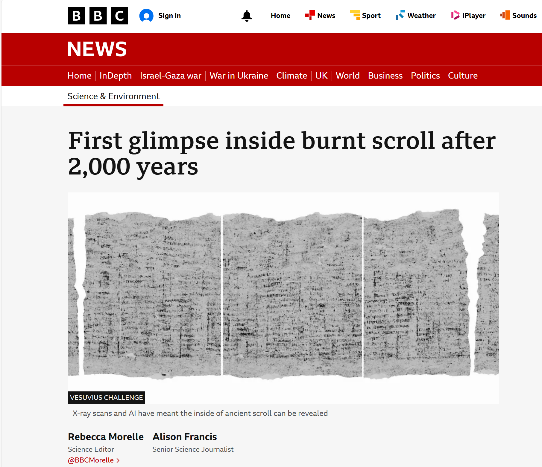 BBC Sign in Home News Sport Weather iPlayer Sounds
NEWS
Home InDepth Israel-Gaza war War in Ukraine Climate UK World Business Politics Culture
Science & Environment
First glimpse inside burnt scroll after
2,000 years
VESUVIUS CHALLENGE
X-ray scans and AI have meant the inside of ancient scroll can be revealed
Rebecca Morelle Alison Francis
Science Editor Senior Science Journalist
@BBCMorelle